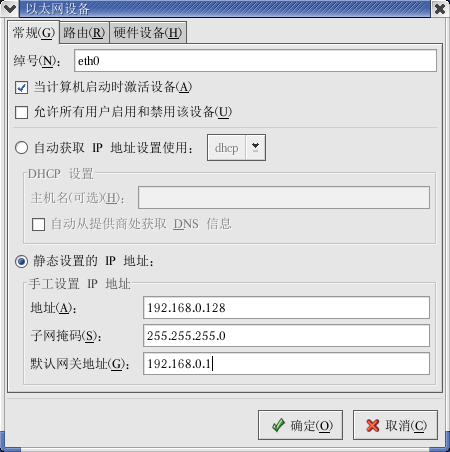 以太网设备
常规(G) 路由(R) 硬件设备(H)
绰号(N): eth0
当计算机启动时激活设备(A)
允许所有用户启用和禁用该设备(U)
自动获取 IP 地址设置使用: dhcp
DHCP 设置
主机名(可选)(H):
自动从提供商处获取 DNS 信息
静态设置的 IP 地址:
手工设置 IP 地址
地址(A): 192.168.0.128
子网掩码(S): 255.255.255.0
默认网关地址(G): 192.168.0.1
确定(O) 取消(C)